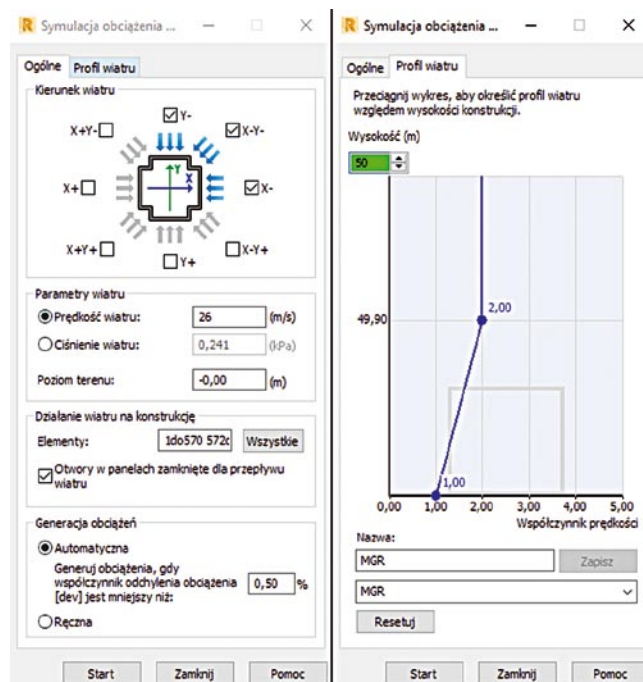 R Symulacja obciążenia ...
Ogólne Profil wiatru
Kierunek wiatru
Y-
X+Y-
X-Y-
Y
X
X+
X-
X+Y+
X-Y+
Y+
Parametry wiatru
Prędkość wiatru: 26 (m/s)
Ciśnienie wiatru: 0,241 (kPa)
Poziom terenu: -0,00 (m)
Działanie wiatru na konstrukcję
Elementy: 1do570 572c Wszystkie
Otwory w panelach zamknięte dla przepływu
wiatru
Generacja obciążeń
Automatyczna
Generuj obciążenia, gdy
współczynnik odchylenia obciążenia
[dev] jest mniejszy niż: 0,50 %
Ręczna
Start Zamknij Pomoc
R Symulacja obciążenia ...
Ogólne Profil wiatru
Przeciągnij wykres, aby określić profil wiatru
względem wysokości konstrukcji.
Wysokość (m)
50
2,00
49,90
1,00
0,00 1,00 2,00 3,00 4,00 5,00
Współczynnik prędkości
Nazwa:
MGR Zapisz
MGR
Resetuj
Start Zamknij Pomoc